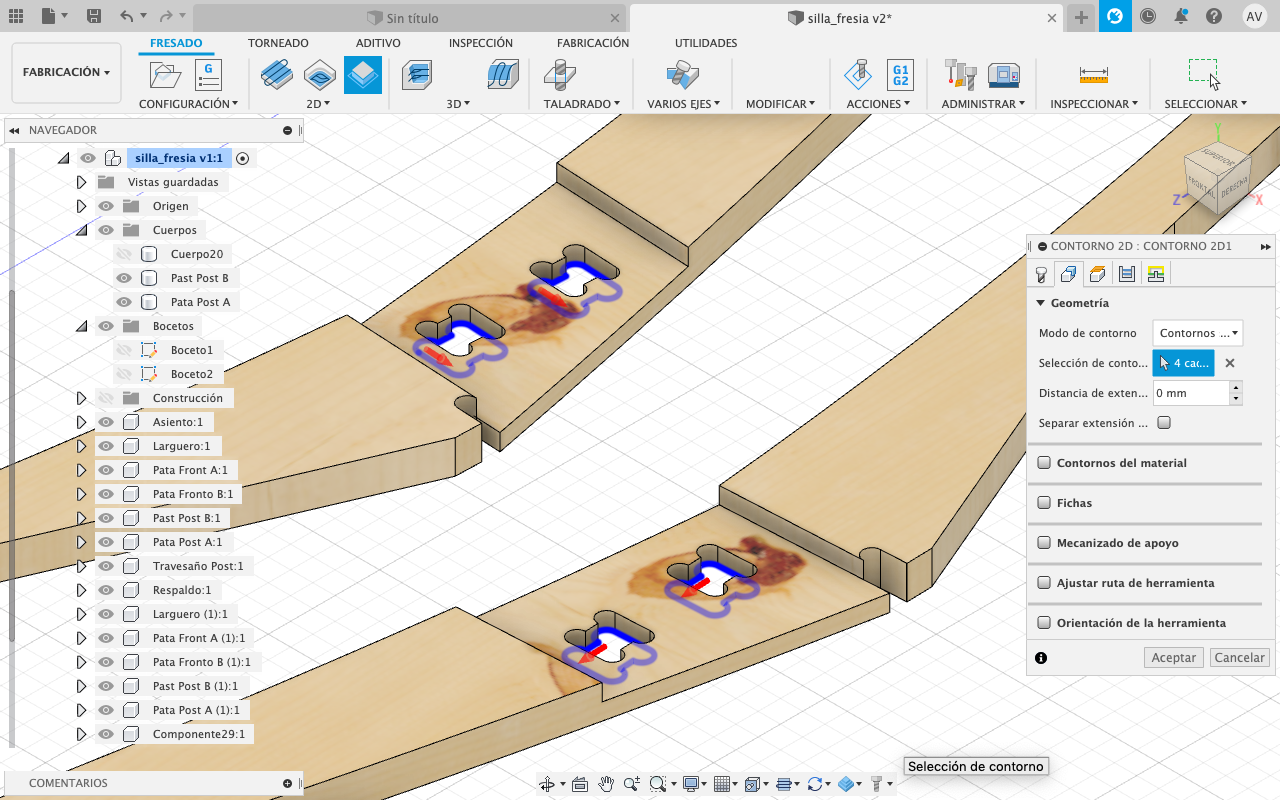 Sin título
silla_fresia v2*
AV
FABRICACIÓN
FRESADO
TORNEADO
ADITIVO
INSPECCIÓN
FABRICACIÓN
UTILIDADES
G
G1
G2
CONFIGURACIÓN
2D
3D
TALADRADO
VARIOS EJES
MODIFICAR
ACCIONES
ADMINISTRAR
INSPECCIONAR
SELECCIONAR
NAVEGADOR
silla_fresia v1:1
Vistas guardadas
Origen
Cuerpos
Cuerpo20
Past Post B
Pata Post A
Bocetos
Boceto1
Boceto2
Construcción
Asiento:1
Larguero:1
Pata Front A:1
Pata Fronto B:1
Past Post B:1
Pata Post A:1
Travesaño Post:1
Respaldo:1
Larguero (1):1
Pata Front A (1):1
Pata Fronto B (1):1
Past Post B (1):1
Pata Post A (1):1
Componente29:1
COMENTARIOS
Y
SUPERIOR
FRONTAL
DERECHA
Z
X
CONTORNO 2D : CONTORNO 2D1
Geometría
Modo de contorno
Contornos ...
Selección de conto...
4 cac...
Distancia de exten...
0 mm
Separar extensión ...
Contornos del material
Fichas
Mecanizado de apoyo
Ajustar ruta de herramienta
Orientación de la herramienta
Aceptar
Cancelar
Selección de contorno